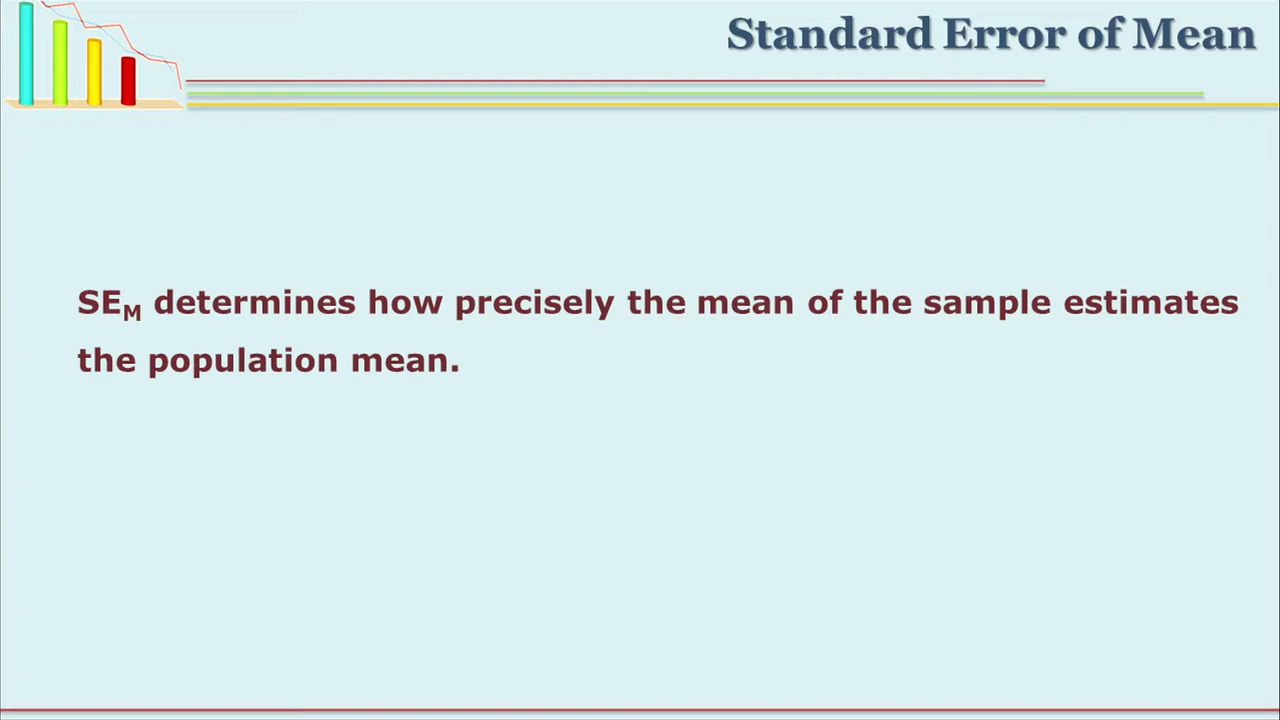 Standard Error of Mean
SE_M determines how precisely the mean of the sample estimates
the population mean.